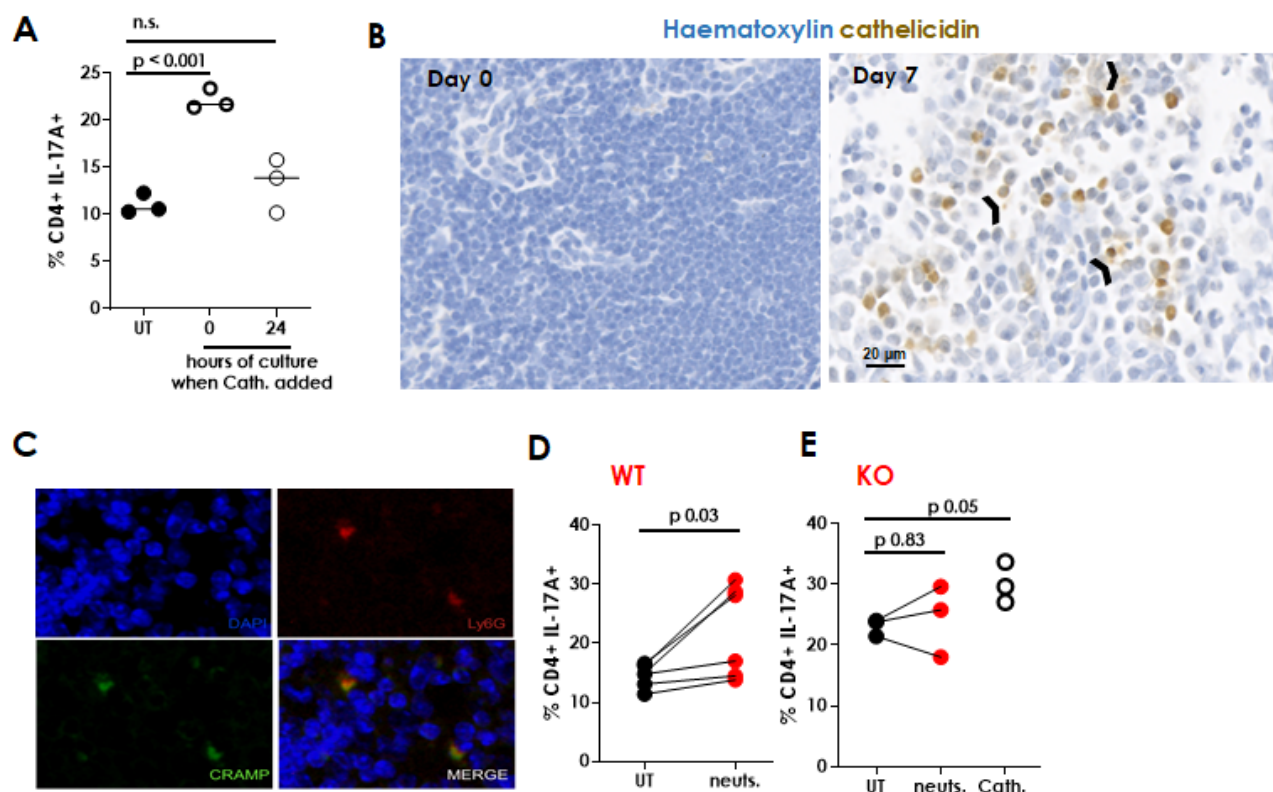 A
n.s.
p < 0.001
25
20
15
10
5
0
% CD4+ IL-17A+
UT
0
24
hours of culture
when Cath. added
B
Haematoxylin cathelicidin
Day 0
Day 7
20 µm
C
DAPI
Ly6G
CRAMP
MERGE
D
WT
p 0.03
40
30
20
10
0
% CD4+ IL-17A+
UT
neuts.
E
KO
p 0.05
p 0.83
40
30
20
10
0
% CD4+ IL-17A+
UT
neuts.
Cath.